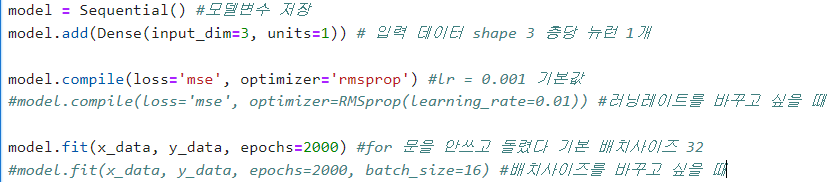 model = Sequential() #모델변수 저장
model.add(Dense(input_dim=3, units=1)) # 입력 데이터 shape 3 층당 뉴런 1개
model.compile(loss='mse', optimizer='rmsprop') #lr = 0.001 기본값
#model.compile(loss='mse', optimizer=RMSprop(learning_rate=0.01)) #러닝레이트를 바꾸고 싶을 때
model.fit(x_data, y_data, epochs=2000) #for 문을 안쓰고 돌렸다 기본 배치사이즈 32
#model.fit(x_data, y_data, epochs=2000, batch_size=16) #배치사이즈를 바꾸고 싶을 때